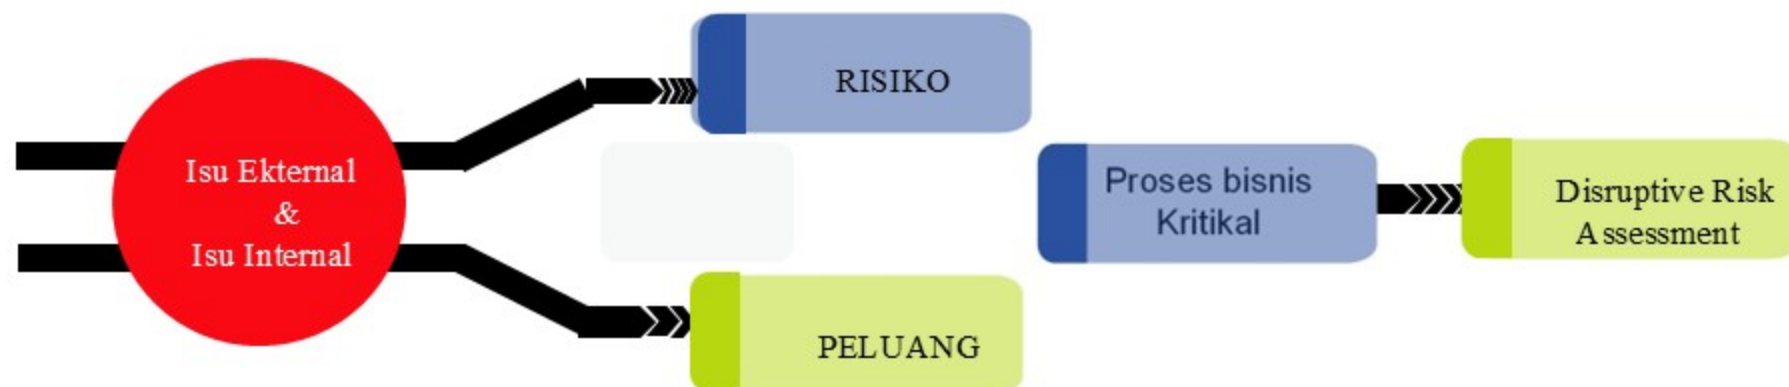 Isu Ekternal
&
Isu Internal
RISIKO
PELUANG
Proses bisnis
Kritikal
Disruptive Risk
Assessment